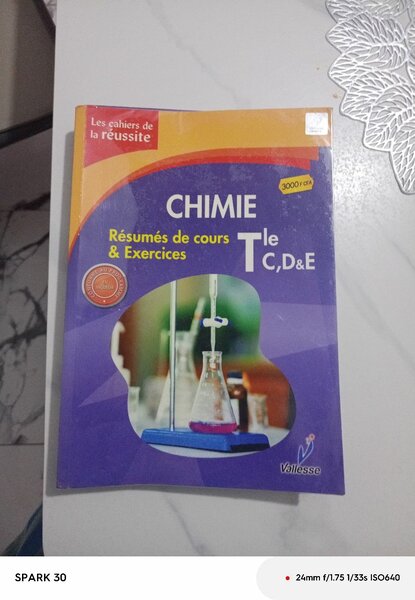 Les cahiers de
la réussite
3000 F CFA
CHIMIE
Résumés de cours
& Exercices
Tle
C,D&E
Vallesse
SPARK 30
24mm f/1.75 1/33s ISO640